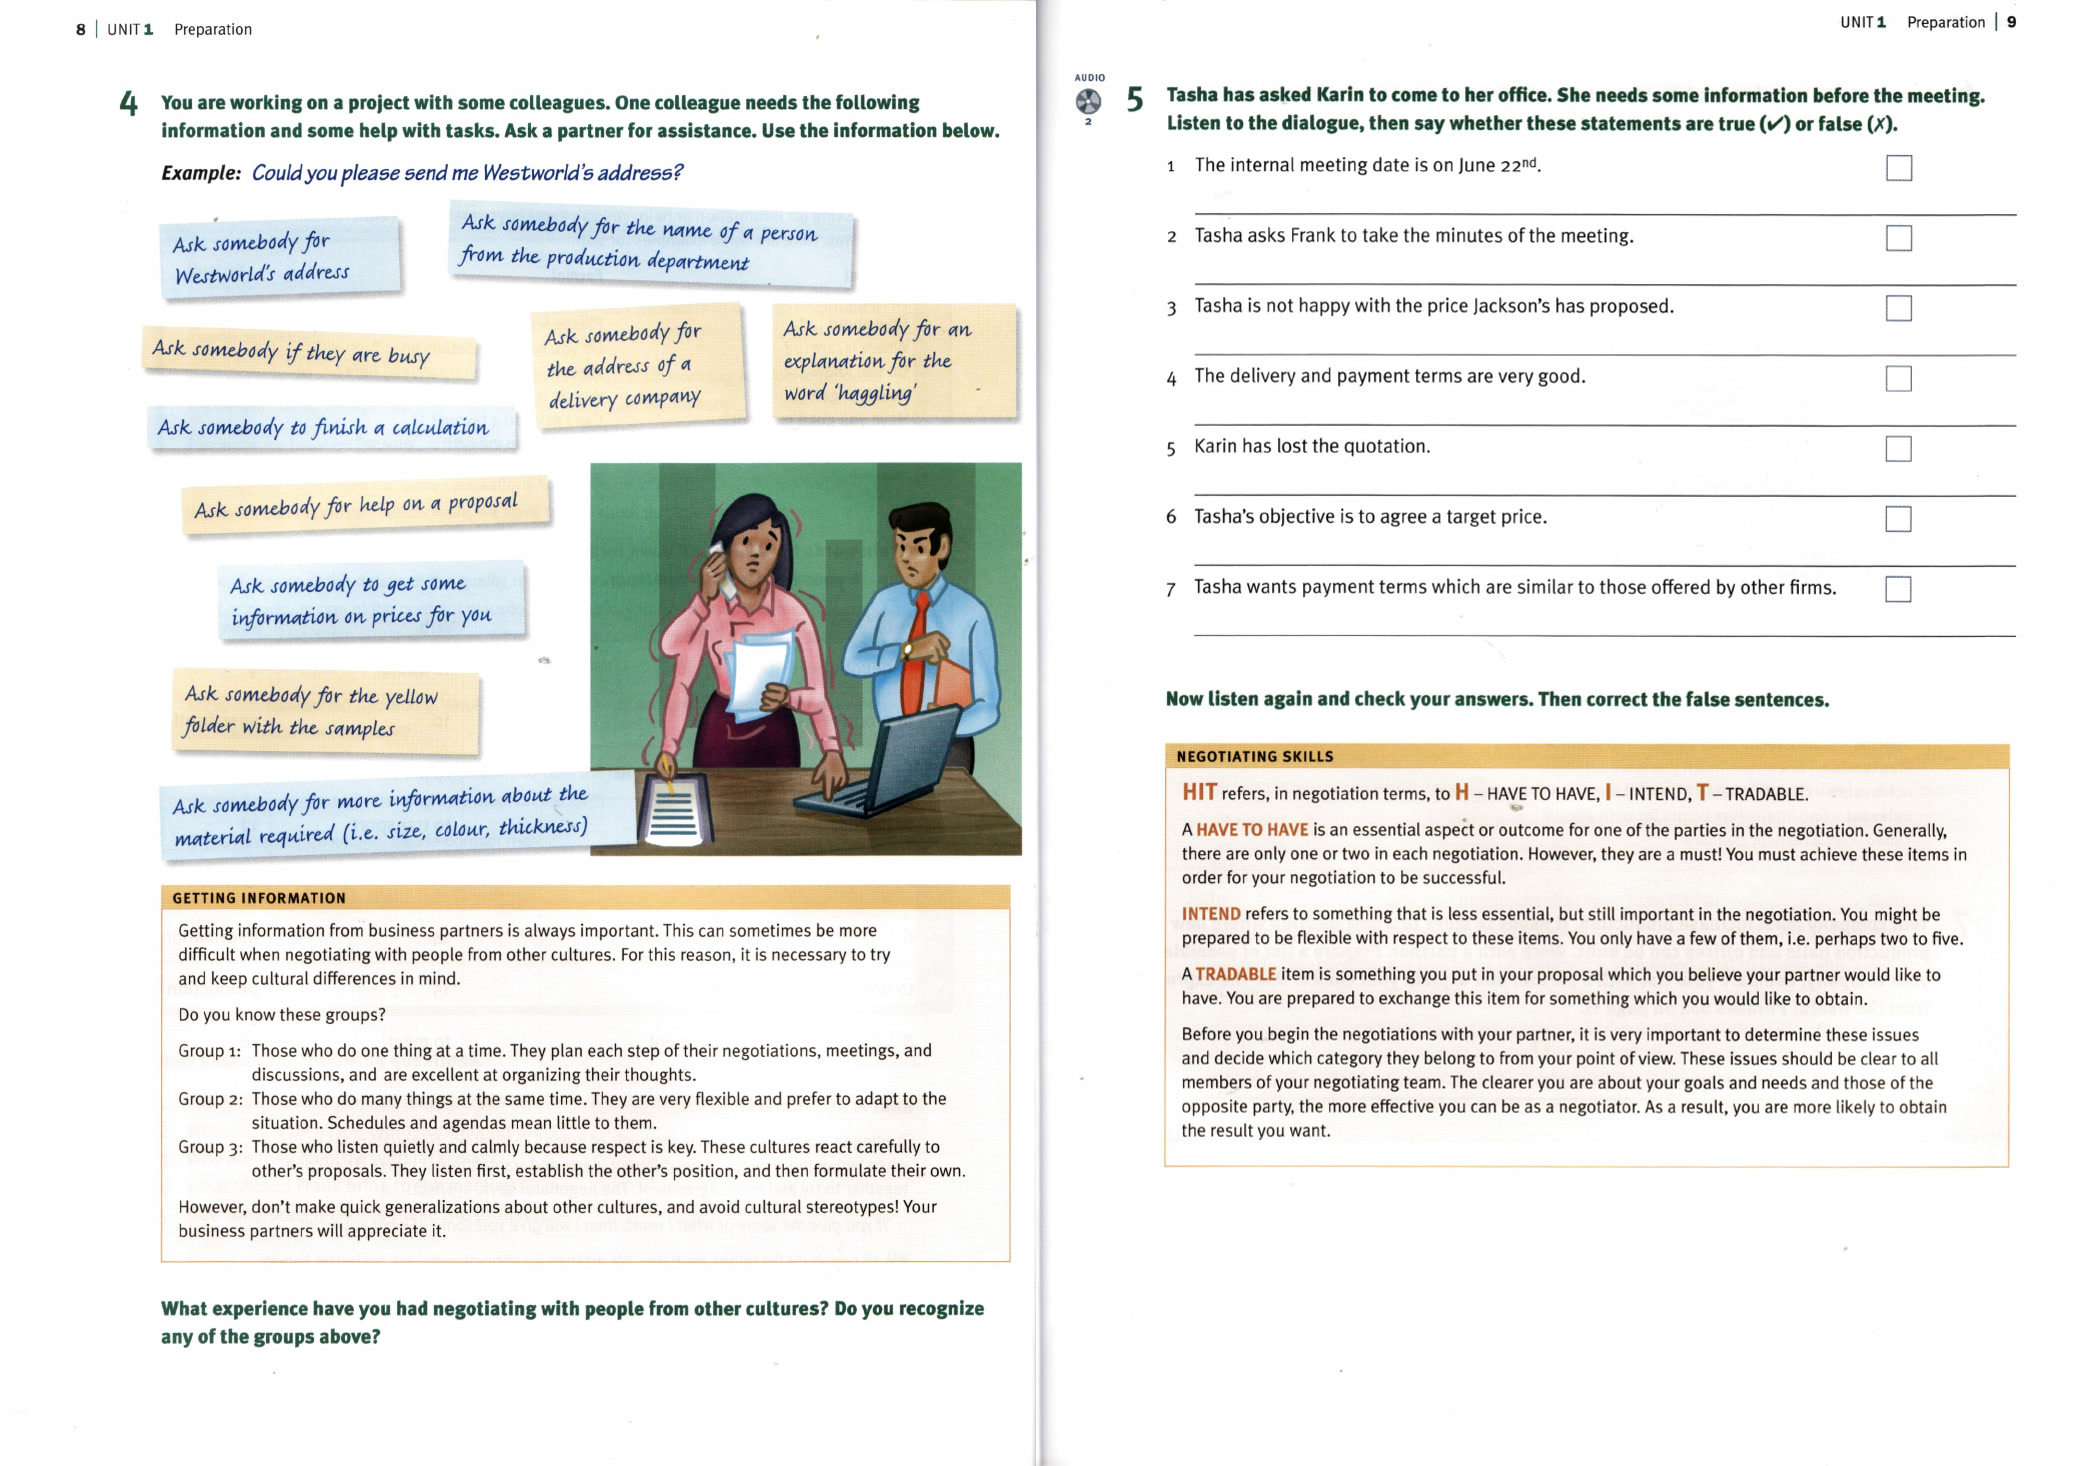 8 | UNIT 1 Preparation
4 You are working on a project with some colleagues. One colleague needs the following
information and some help with tasks. Ask a partner for assistance. Use the information below.
Example: Could you please send me Westworld's address?
Ask somebody for
Westworld's address
Ask somebody for the name of a person
from the production department
Ask somebody if they are busy
Ask somebody for
the address of a
delivery company
Ask somebody for an
explanation for the
word 'haggling'
Ask somebody to finish a calculation
Ask somebody for help on a proposal
Ask somebody to get some
information on prices for you
Ask somebody for the yellow
folder with the samples
Ask somebody for more information about the
material required (i.e. size, colour, thickness)
GETTING INFORMATION
Getting information from business partners is always important. This can sometimes be more
difficult when negotiating with people from other cultures. For this reason, it is necessary to try
and keep cultural differences in mind.
Do you know these groups?
Group 1: Those who do one thing at a time. They plan each step of their negotiations, meetings, and
discussions, and are excellent at organizing their thoughts.
Group 2: Those who do many things at the same time. They are very flexible and prefer to adapt to the
situation. Schedules and agendas mean little to them.
Group 3: Those who listen quietly and calmly because respect is key. These cultures react carefully to
other's proposals. They listen first, establish the other's position, and then formulate their own.
However, don't make quick generalizations about other cultures, and avoid cultural stereotypes! Your
business partners will appreciate it.
What experience have you had negotiating with people from other cultures? Do you recognize
any of the groups above?
UNIT 1 Preparation | 9
AUDIO
2
5 Tasha has asked Karin to come to her office. She needs some information before the meeting.
Listen to the dialogue, then say whether these statements are true (✔) or false (✗).
1 The internal meeting date is on June 22nd.
2 Tasha asks Frank to take the minutes of the meeting.
3 Tasha is not happy with the price Jackson's has proposed.
4 The delivery and payment terms are very good.
5 Karin has lost the quotation.
6 Tasha's objective is to agree a target price.
7 Tasha wants payment terms which are similar to those offered by other firms.
Now listen again and check your answers. Then correct the false sentences.
NEGOTIATING SKILLS
HIT refers, in negotiation terms, to H – HAVE TO HAVE, I – INTEND, T – TRADABLE.
A HAVE TO HAVE is an essential aspect or outcome for one of the parties in the negotiation. Generally,
there are only one or two in each negotiation. However, they are a must! You must achieve these items in
order for your negotiation to be successful.
INTEND refers to something that is less essential, but still important in the negotiation. You might be
prepared to be flexible with respect to these items. You only have a few of them, i.e. perhaps two to five.
A TRADABLE item is something you put in your proposal which you believe your partner would like to
have. You are prepared to exchange this item for something which you would like to obtain.
Before you begin the negotiations with your partner, it is very important to determine these issues
and decide which category they belong to from your point of view. These issues should be clear to all
members of your negotiating team. The clearer you are about your goals and needs and those of the
opposite party, the more effective you can be as a negotiator. As a result, you are more likely to obtain
the result you want.